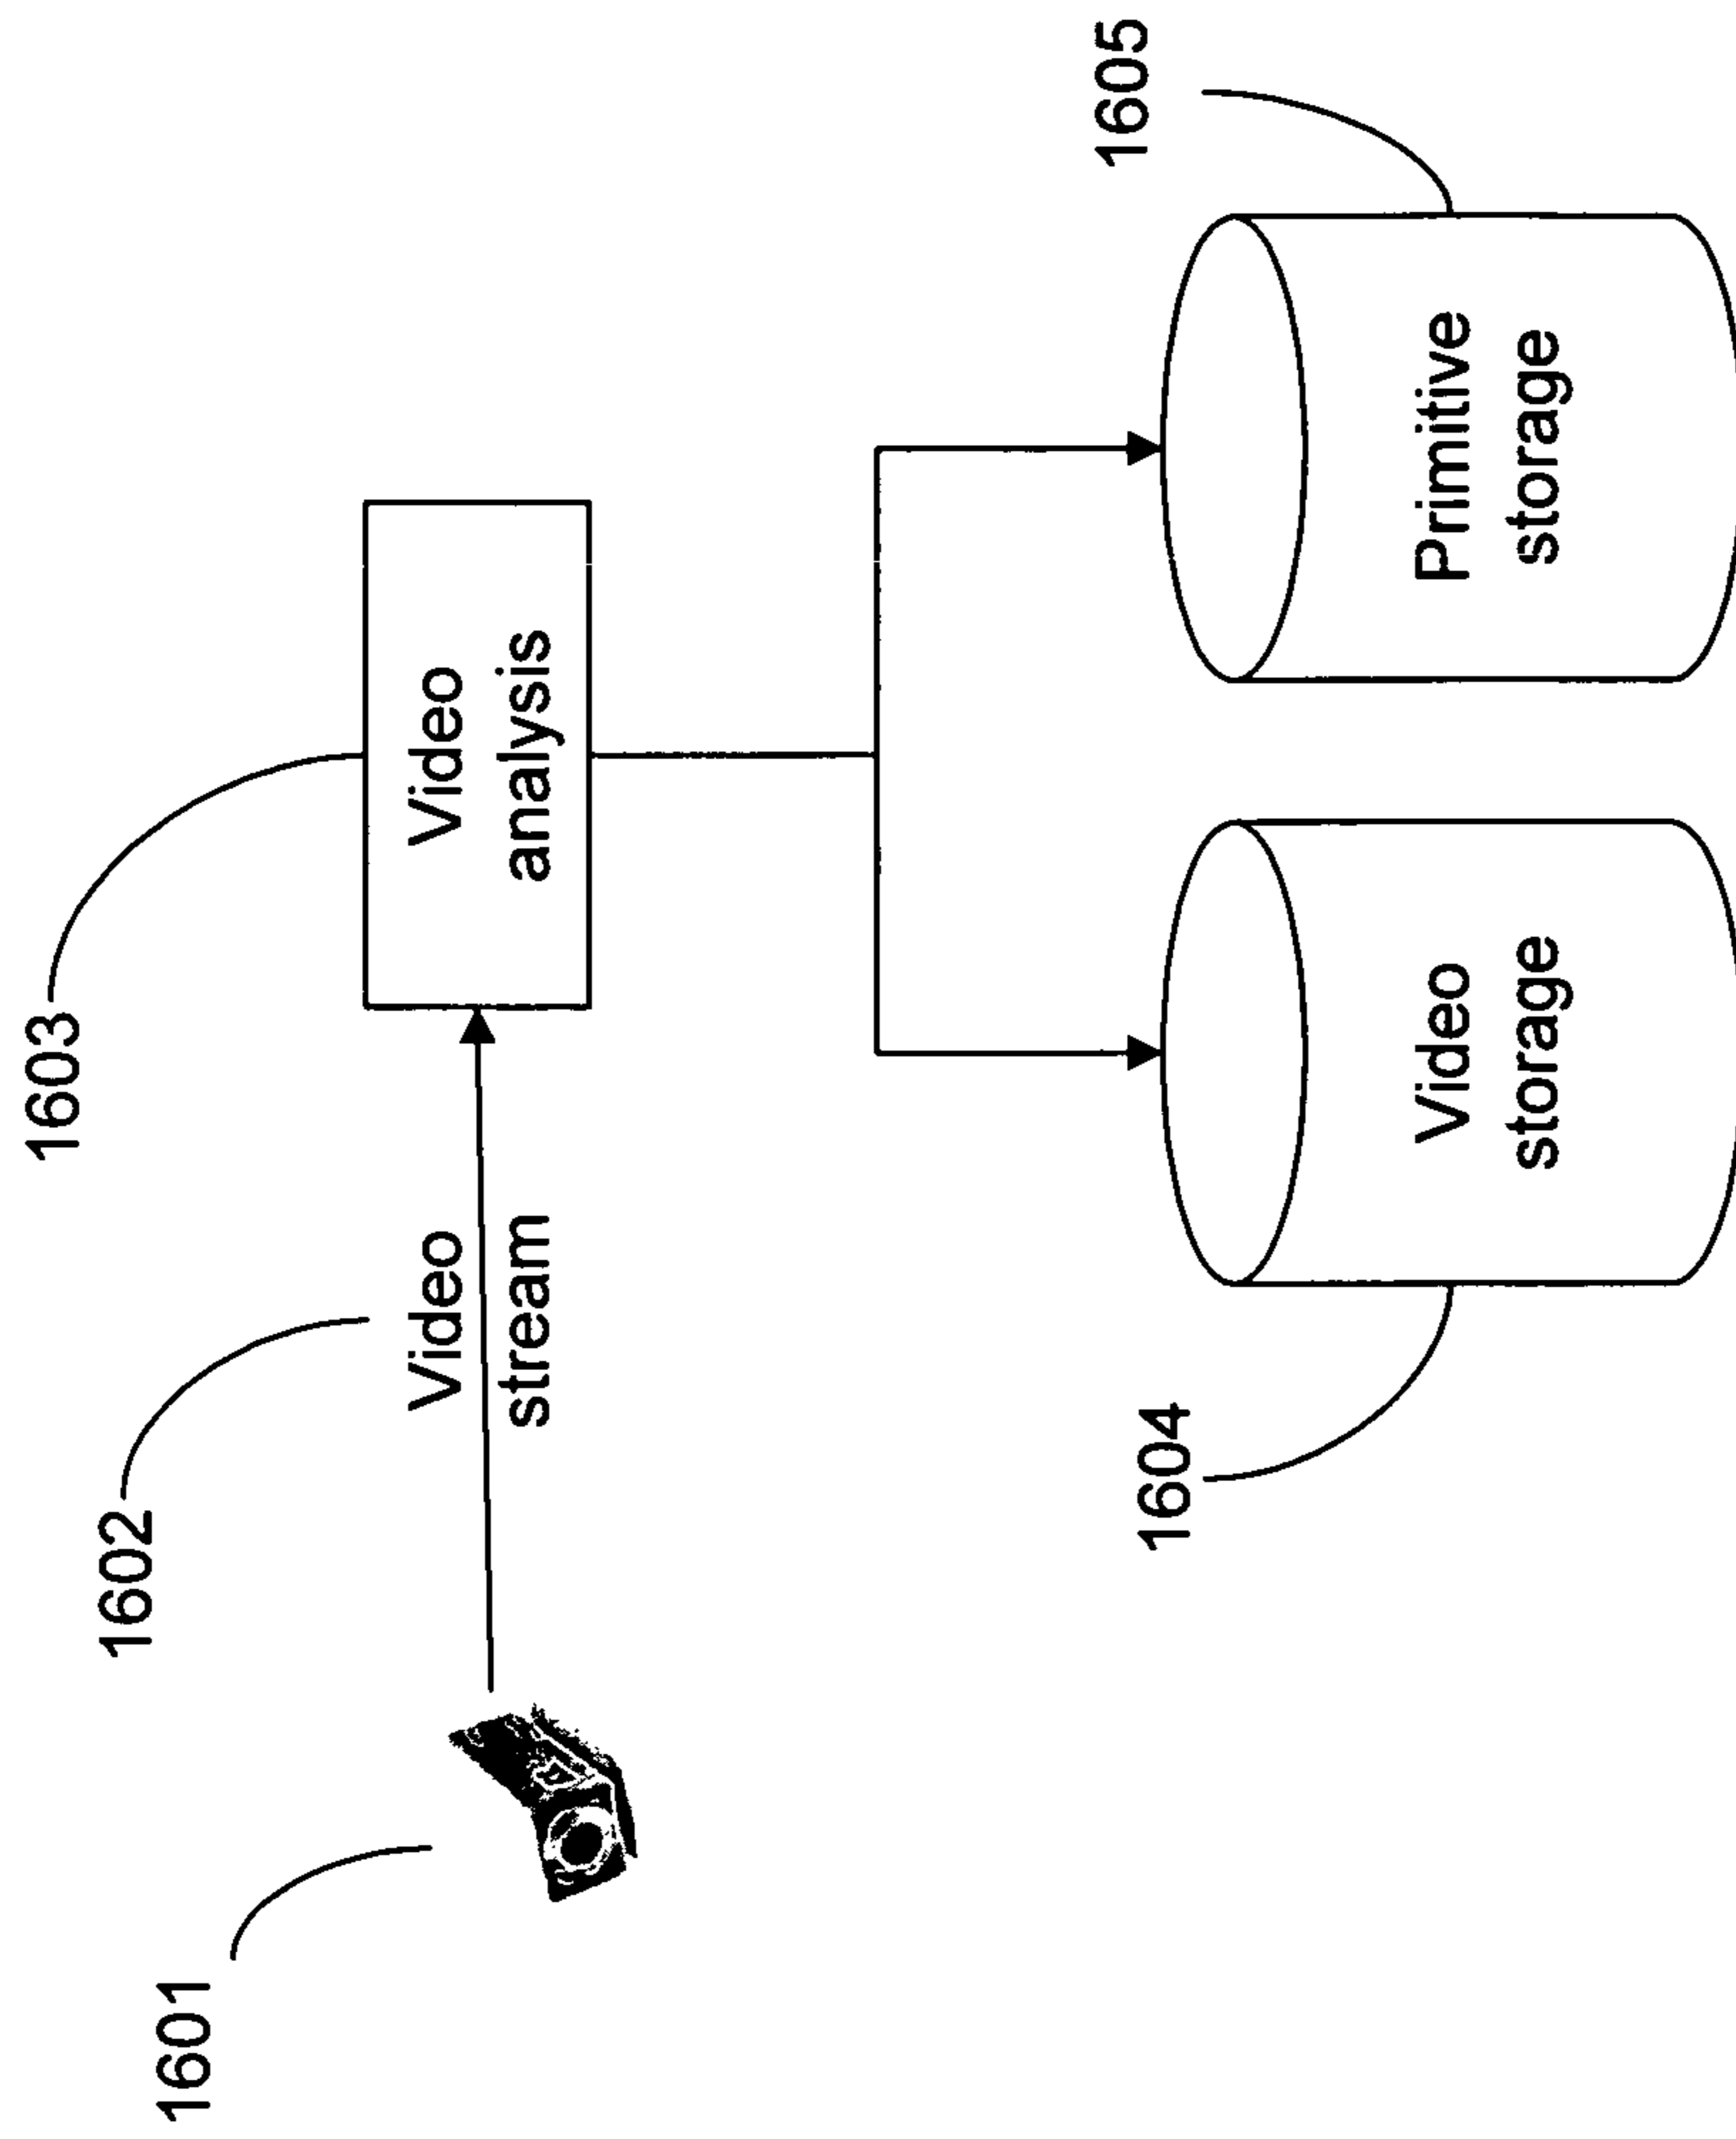 1601
1602
1603
Video
stream
Video
analysis
1604
1605
Video
storage
Primitive
storage